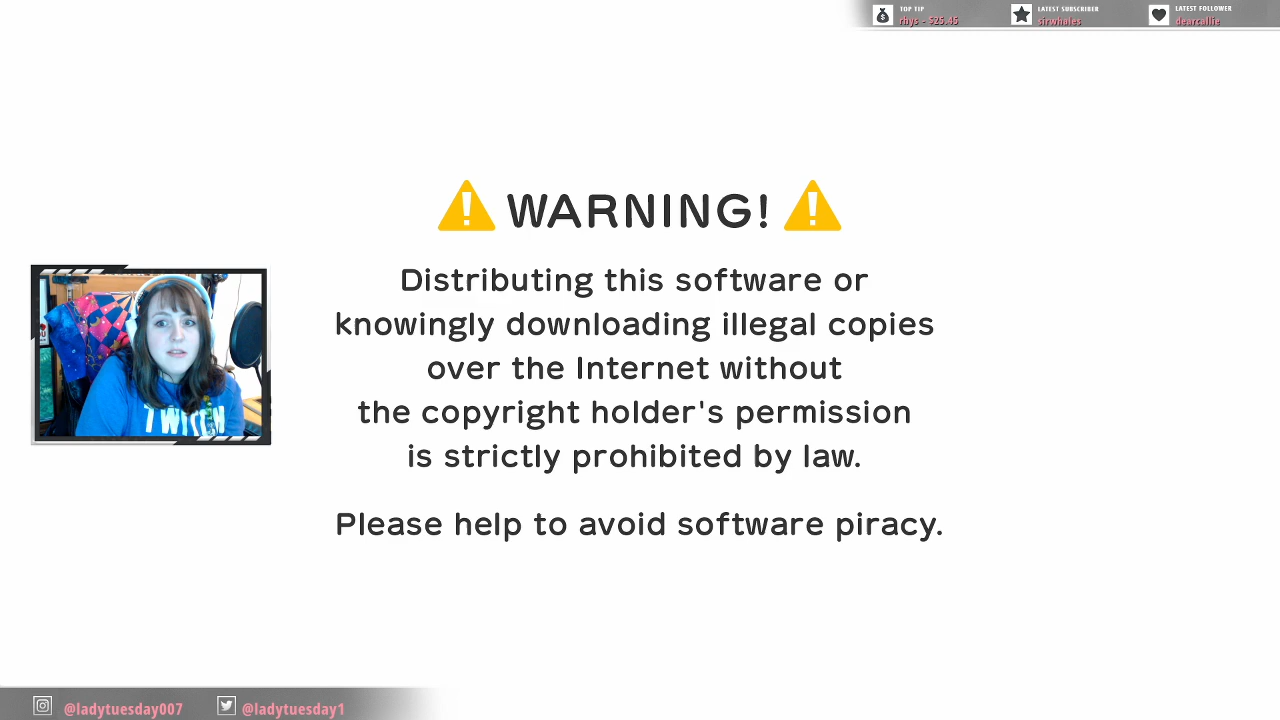 TOP TIP
rhys - $25.45
LATEST SUBSCRIBER
sirwhales
LATEST FOLLOWER
dearcallie
WARNING!
Distributing this software or
knowingly downloading illegal copies
over the Internet without
the copyright holder's permission
is strictly prohibited by law.
Please help to avoid software piracy.
@ladytuesday007
@ladytuesday1